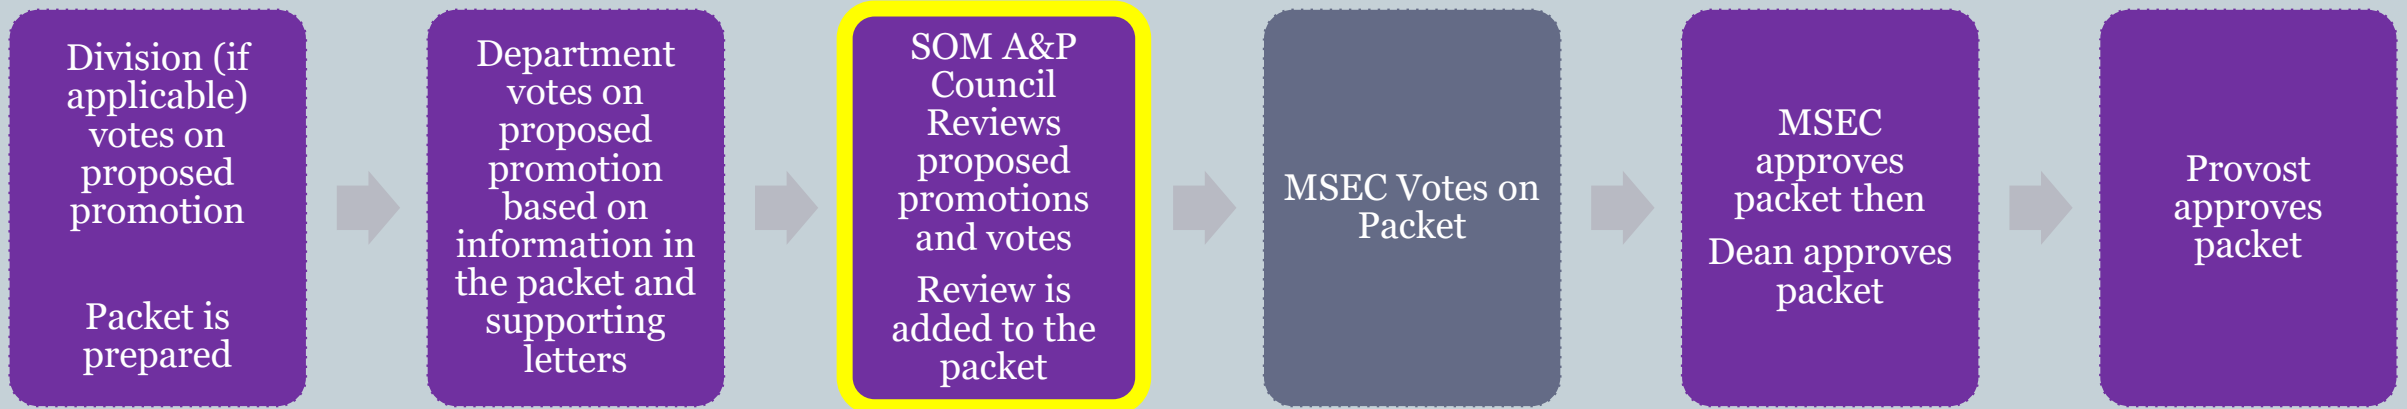 Division (if
applicable)
votes on
proposed
promotion
Packet is
prepared
Department
votes on
proposed
promotion
based on
information in
the packet and
supporting
letters
SOM A&P
Council
Reviews
proposed
promotions
and votes
Review is
added to the
packet
MSEC Votes on
Packet
MSEC
approves
packet then
Dean approves
packet
Provost
approves
packet